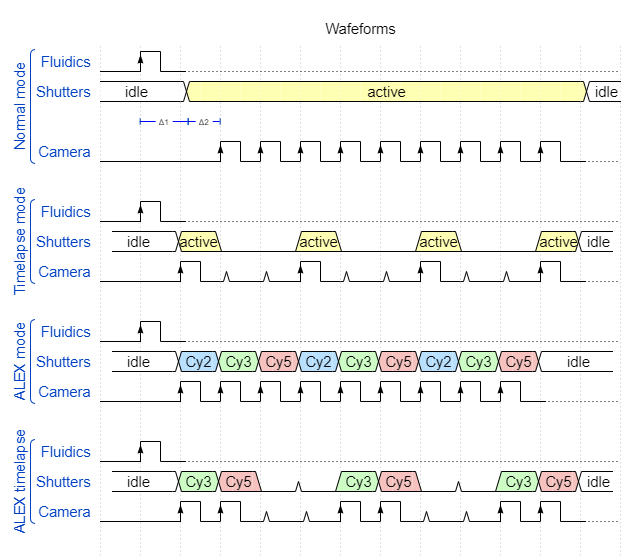 Wafeforms
Normal mode
Fluidics
Shutters idle active idle
Δ1 Δ2
Camera
Timelapse mode
Fluidics
Shutters idle active active active active idle
Camera
ALEX mode
Fluidics
Shutters idle Cy2 Cy3 Cy5 Cy2 Cy3 Cy5 Cy2 Cy3 Cy5 idle
Camera
ALEX timelapse
Fluidics
Shutters idle Cy3 Cy5 Cy3 Cy5 Cy3 Cy5 idle
Camera